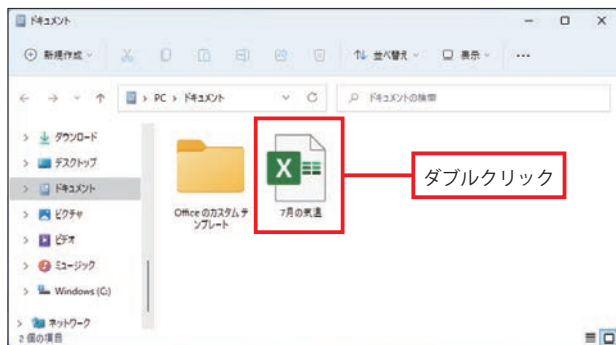 ドキュメント
新規作成
並べ替え
表示
PC
ドキュメント
ドキュメントの検索
ダウンロード
デスクトップ
ドキュメント
ピクチャ
ビデオ
ミュージック
Windows (C:)
ネットワーク
Office のカスタム テ
ンプレート
7月の気温
ダブルクリック
2 個の項目